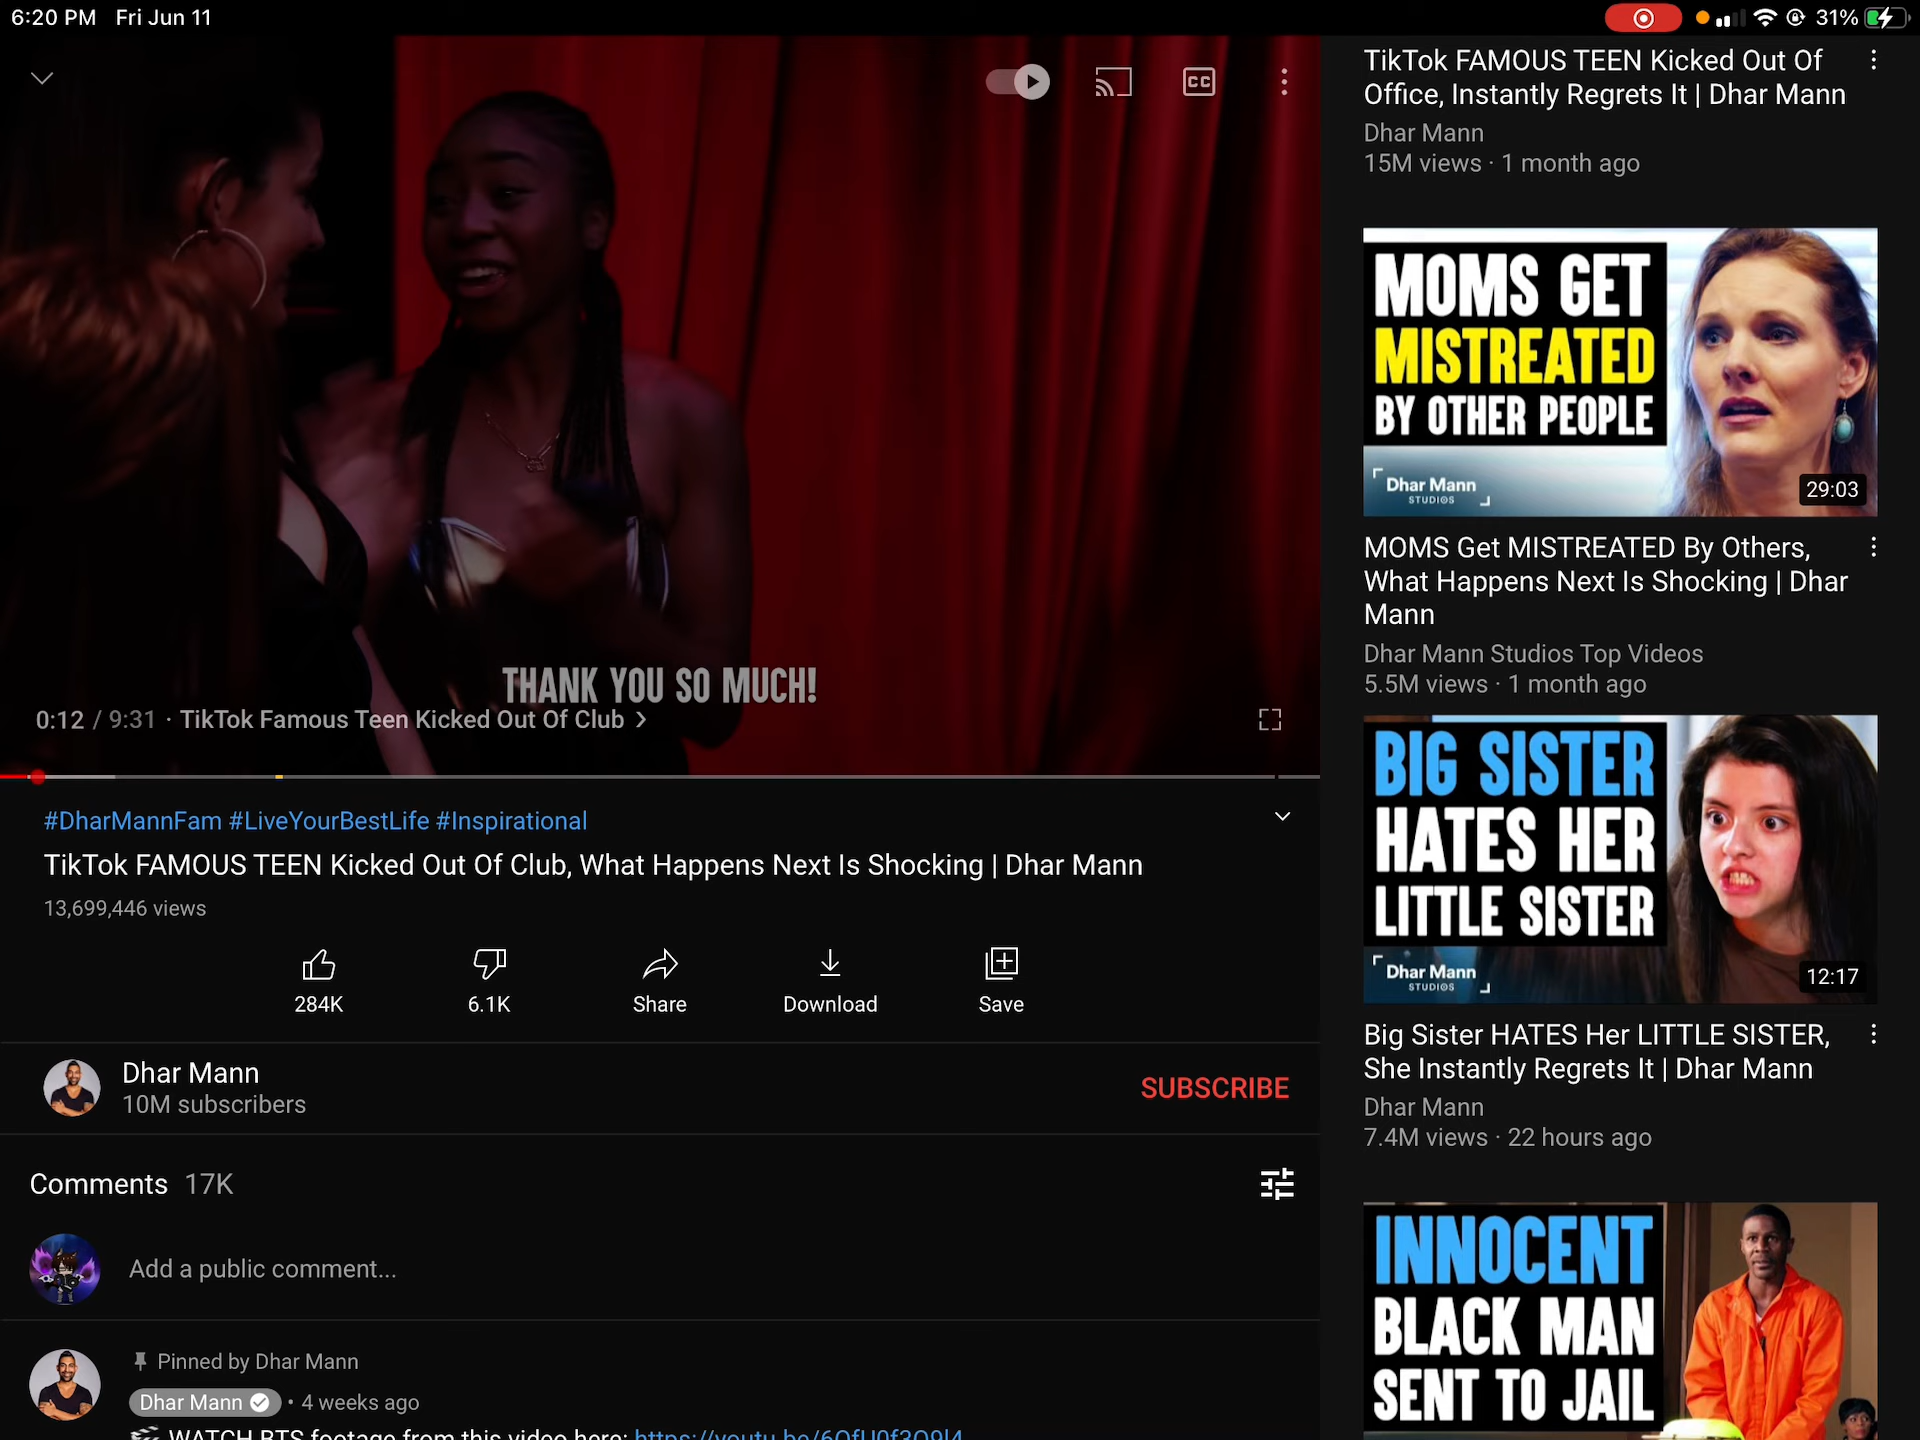 6:20 PM Fri Jun 11
31%
CC
THANK YOU SO MUCH!
0:12 / 9:31 · TikTok Famous Teen Kicked Out Of Club
#DharMannFam #LiveYourBestLife #Inspirational
TikTok FAMOUS TEEN Kicked Out Of Club, What Happens Next Is Shocking | Dhar Mann
13,699,446 views
284K
6.1K
Share
Download
Save
Dhar Mann
10M subscribers
SUBSCRIBE
Comments 17K
Add a public comment...
Pinned by Dhar Mann
Dhar Mann • 4 weeks ago
WATCH BTS footage from this video here:
TikTok FAMOUS TEEN Kicked Out Of
Office, Instantly Regrets It | Dhar Mann
Dhar Mann
15M views · 1 month ago
MOMS GET
MISTREATED
BY OTHER PEOPLE
Dhar Mann
STUDIOS
29:03
MOMS Get MISTREATED By Others,
What Happens Next Is Shocking | Dhar
Mann
Dhar Mann Studios Top Videos
5.5M views · 1 month ago
BIG SISTER
HATES HER
LITTLE SISTER
Dhar Mann
STUDIOS
12:17
Big Sister HATES Her LITTLE SISTER,
She Instantly Regrets It | Dhar Mann
Dhar Mann
7.4M views · 22 hours ago
INNOCENT
BLACK MAN
SENT TO JAIL